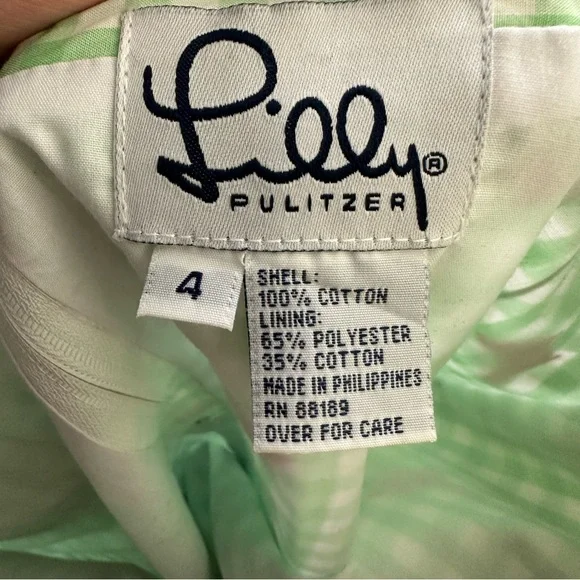 Lilly®
PULITZER
4
SHELL:
100% COTTON
LINING:
65% POLYESTER
35% COTTON
MADE IN PHILIPPINES
RN 88189
OVER FOR CARE